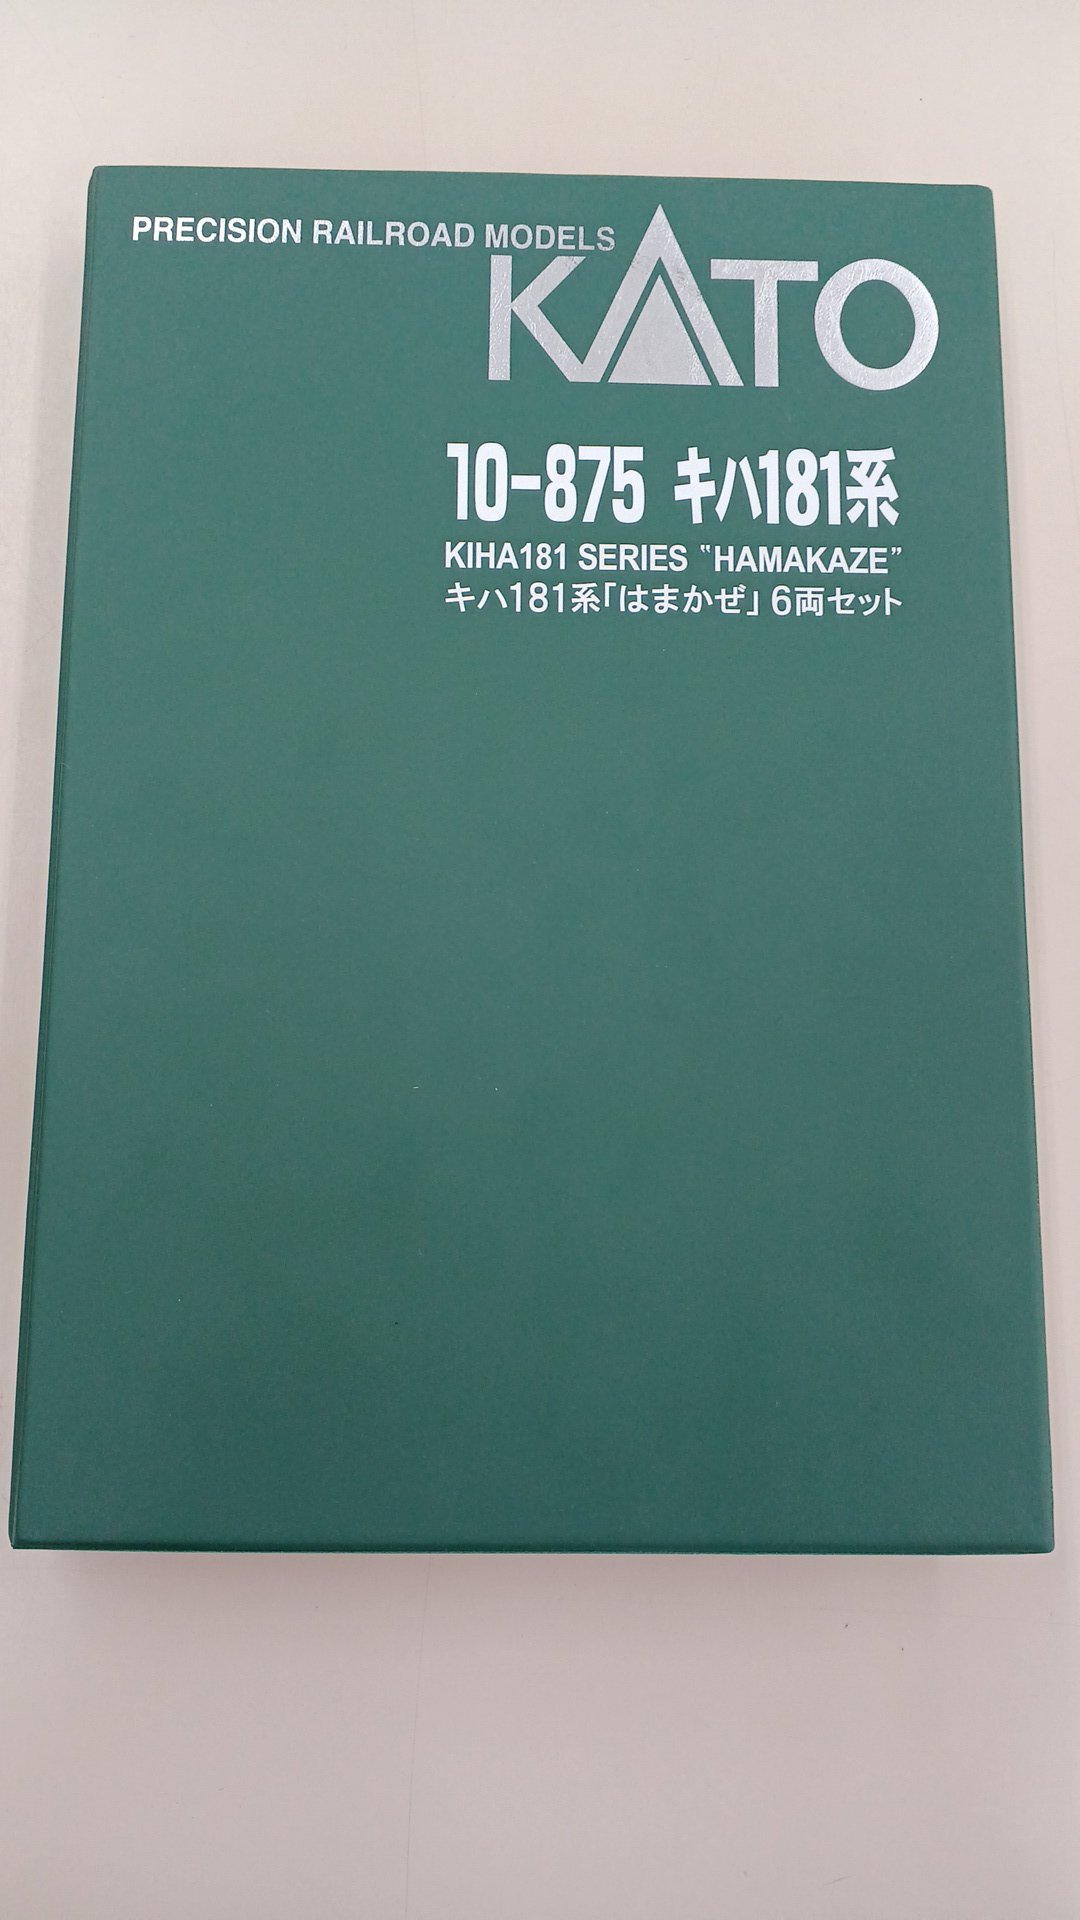 PRECISION RAILROAD MODELS
KATO
10-875 キハ181系
KIHA181 SERIES "HAMAKAZE"
キハ181系「はまかぜ」6両セット